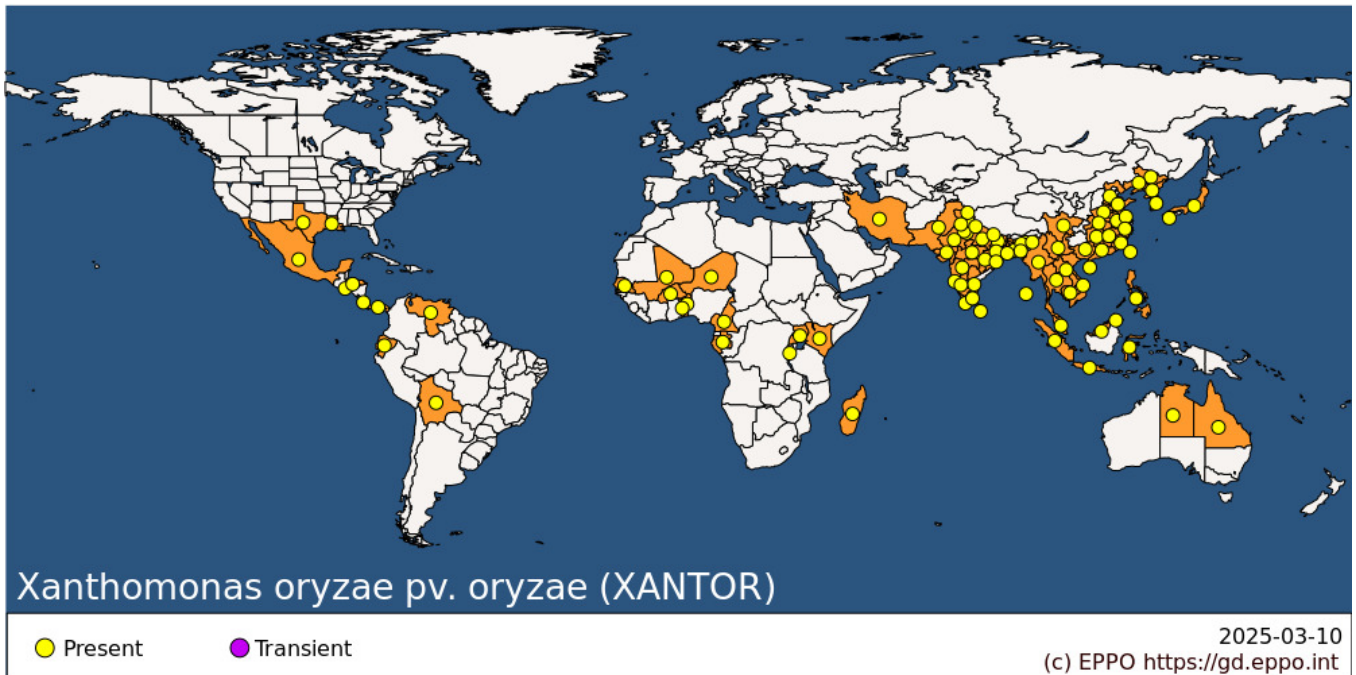 Xanthomonas oryzae pv. oryzae (XANTOR)
Present
Transient
2025-03-10
(c) EPPO https://gd.eppo.int